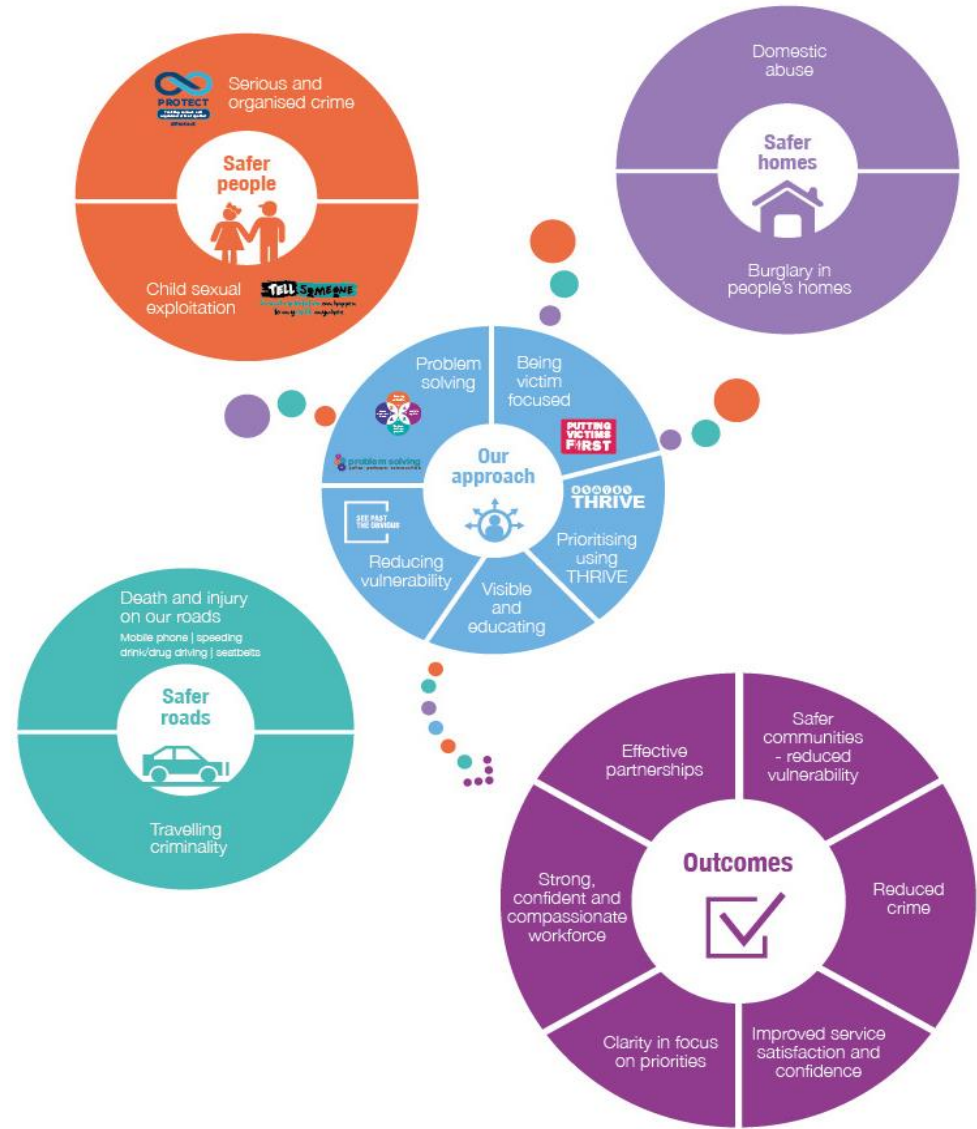 Serious and
organised crime
PROTECT
Safer
people
Child sexual
exploitation
TELL SOMEONE
Domestic
abuse
Safer
homes
Burglary in
people's homes
Problem
solving
problem solving
Being
victim
focused
PUTTING
VICTIMS
FIRST
Our
approach
THRIVE
Prioritising
using
THRIVE
SEE PAST
THE OBVIOUS
Reducing
vulnerability
Visible
and
educating
Death and injury
on our roads
Mobile phone | speeding
drink/drug driving | seatbelts
Safer
roads
Travelling
criminality
Effective
partnerships
Safer
communities
- reduced
vulnerability
Strong,
confident and
compassionate
workforce
Outcomes
Reduced
crime
Clarity in focus
on priorities
Improved service
satisfaction and
confidence